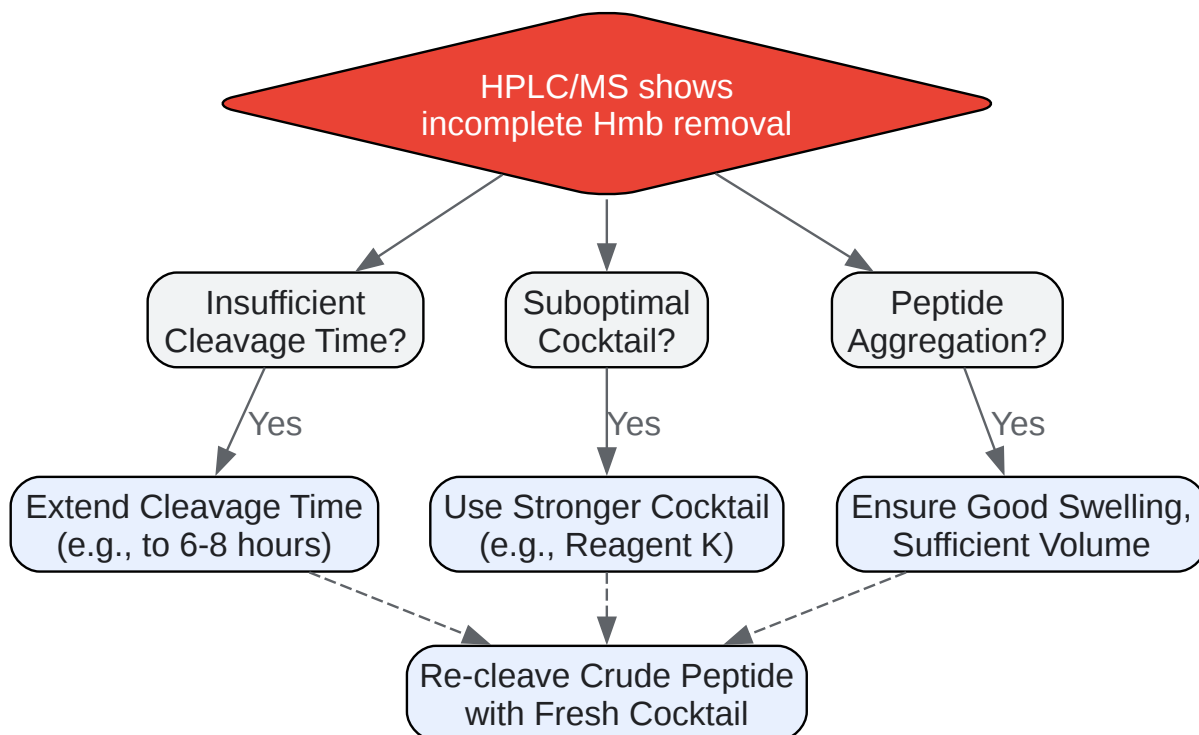 HPLC/MS shows
incomplete Hmb removal
Insufficient
Cleavage Time?
Suboptimal
Cocktail?
Peptide
Aggregation?
Yes
Yes
Yes
Extend Cleavage Time
(e.g., to 6-8 hours)
Use Stronger Cocktail
(e.g., Reagent K)
Ensure Good Swelling,
Sufficient Volume
Re-cleave Crude Peptide
with Fresh Cocktail